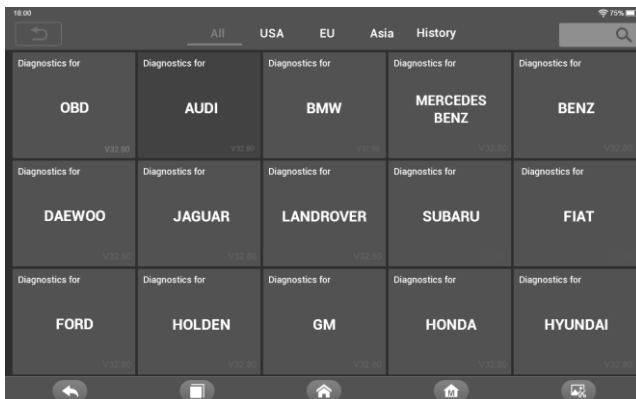 18:00 75%
All USA EU Asia History
Diagnostics for Diagnostics for Diagnostics for Diagnostics for Diagnostics for
OBD AUDI BMW MERCEDES BENZ BENZ
V32.80 V32.80 V32.80 V32.80 V32.80
Diagnostics for Diagnostics for Diagnostics for Diagnostics for Diagnostics for
DAEWOO JAGUAR LANDROVER SUBARU FIAT
V32.80 V32.80 V32.80
Diagnostics for Diagnostics for Diagnostics for Diagnostics for Diagnostics for
FORD HOLDEN GM HONDA HYUNDAI
V32.80 V32.80 V32.80 V32.80
M